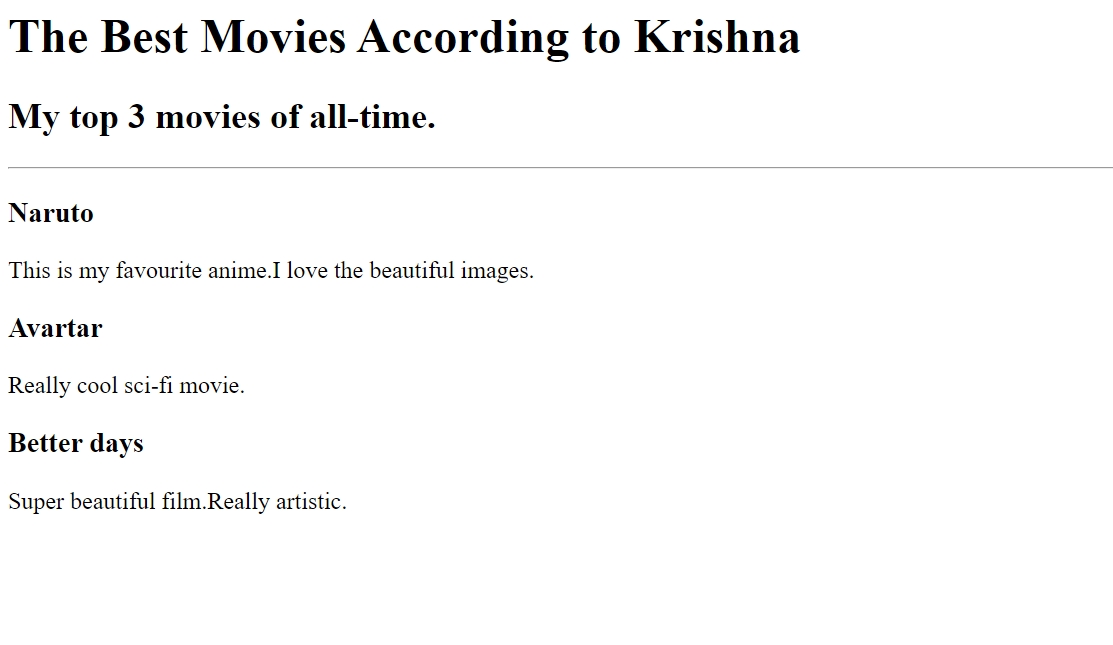 The Best Movies According to Krishna
My top 3 movies of all-time.
Naruto
This is my favourite anime.I love the beautiful images.
Avartar
Really cool sci-fi movie.
Better days
Super beautiful film.Really artistic.